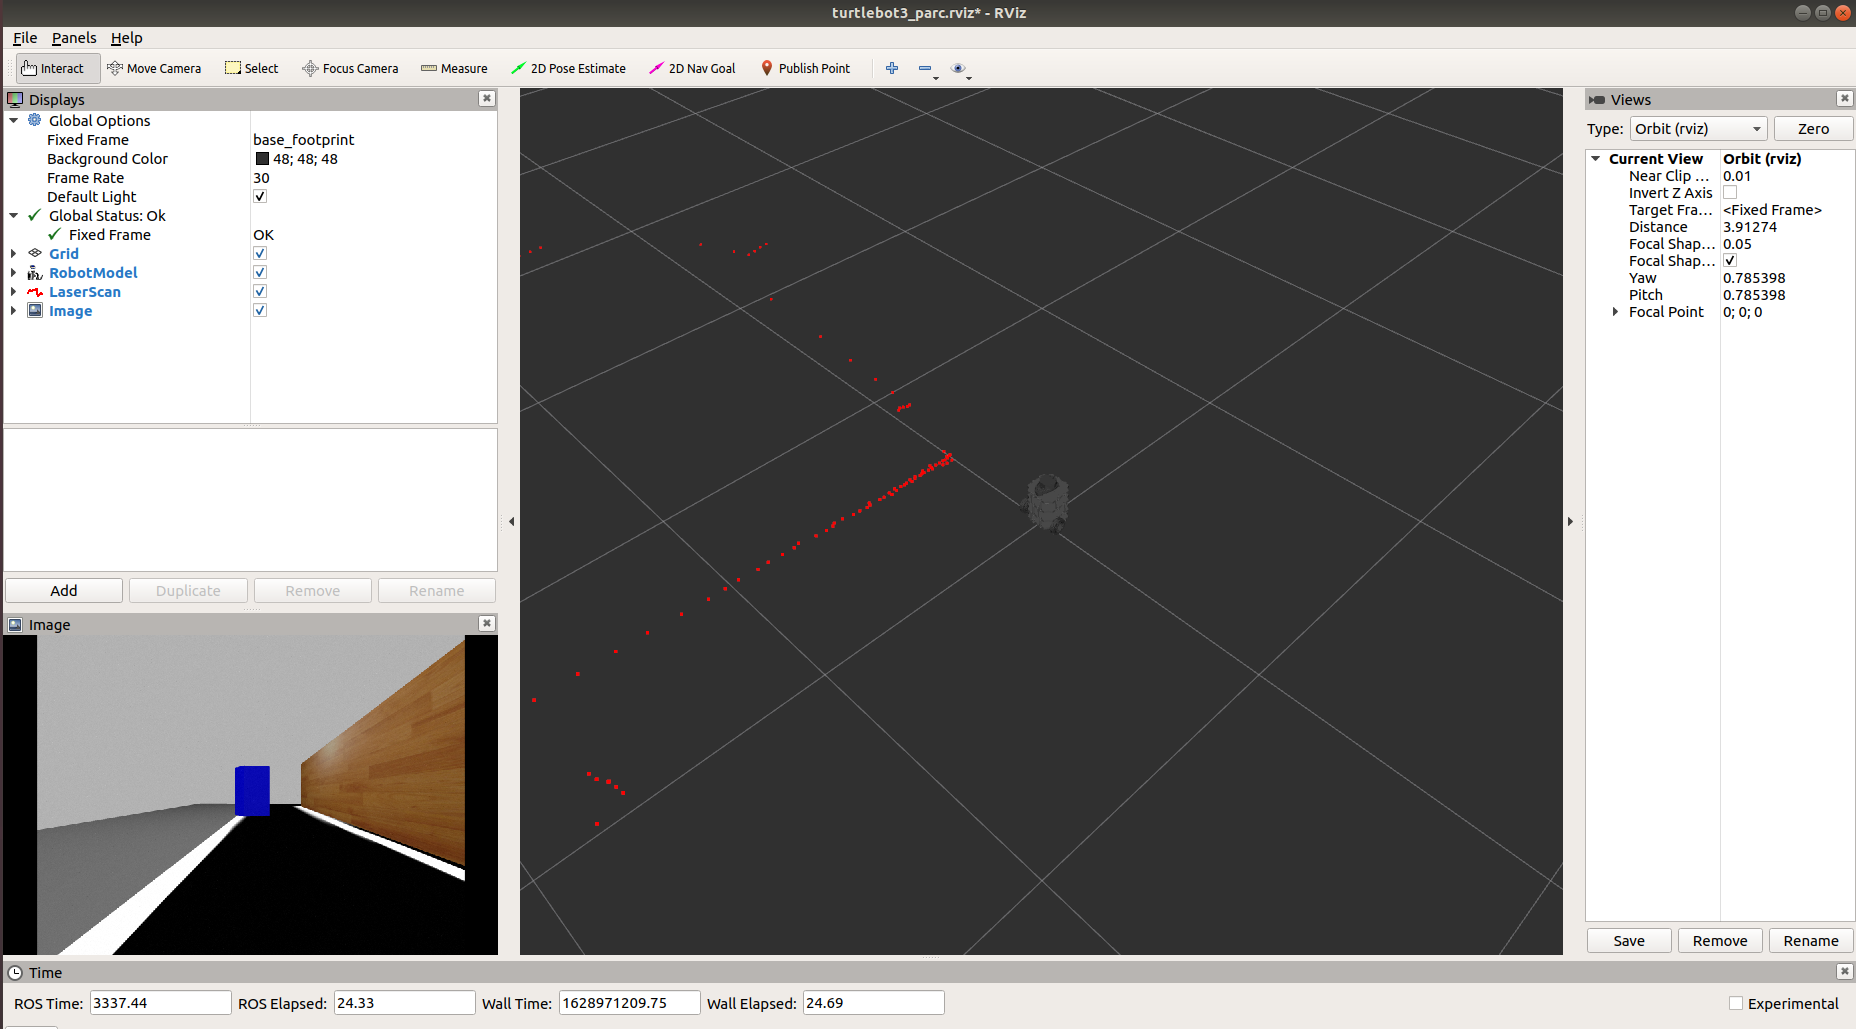 turtlebot3_parc.rviz* - RViz
File Panels Help
Interact Move Camera Select Focus Camera Measure 2D Pose Estimate 2D Nav Goal Publish Point
Displays
Global Options
Fixed Frame base_footprint
Background Color 48; 48; 48
Frame Rate 30
Default Light
Global Status: Ok
Fixed Frame OK
Grid
RobotModel
LaserScan
Image
Add Duplicate Remove Rename
Image
Views
Type: Orbit (rviz) Zero
Current View Orbit (rviz)
Near Clip ... 0.01
Invert Z Axis
Target Fra... <Fixed Frame>
Distance 3.91274
Focal Shap... 0.05
Focal Shap...
Yaw 0.785398
Pitch 0.785398
Focal Point 0; 0; 0
Save Remove Rename
Time
ROS Time: 3337.44 ROS Elapsed: 24.33 Wall Time: 1628971209.75 Wall Elapsed: 24.69 Experimental